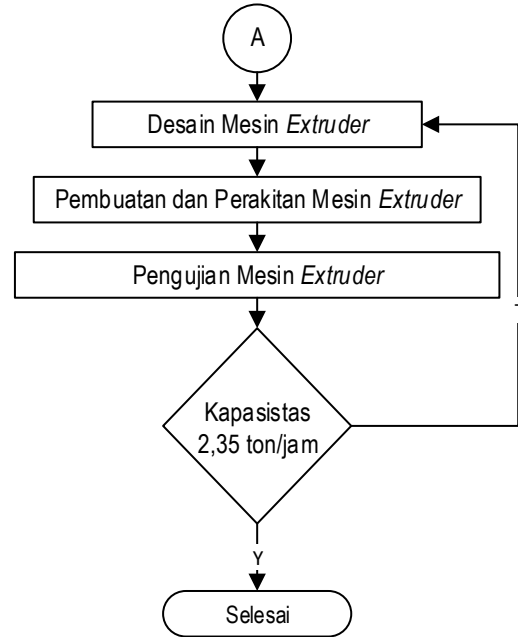 A
Desain Mesin Extruder
Pembuatan dan Perakitan Mesin Extruder
Pengujian Mesin Extruder
Kapasistas
2,35 ton/jam
Y
Selesai